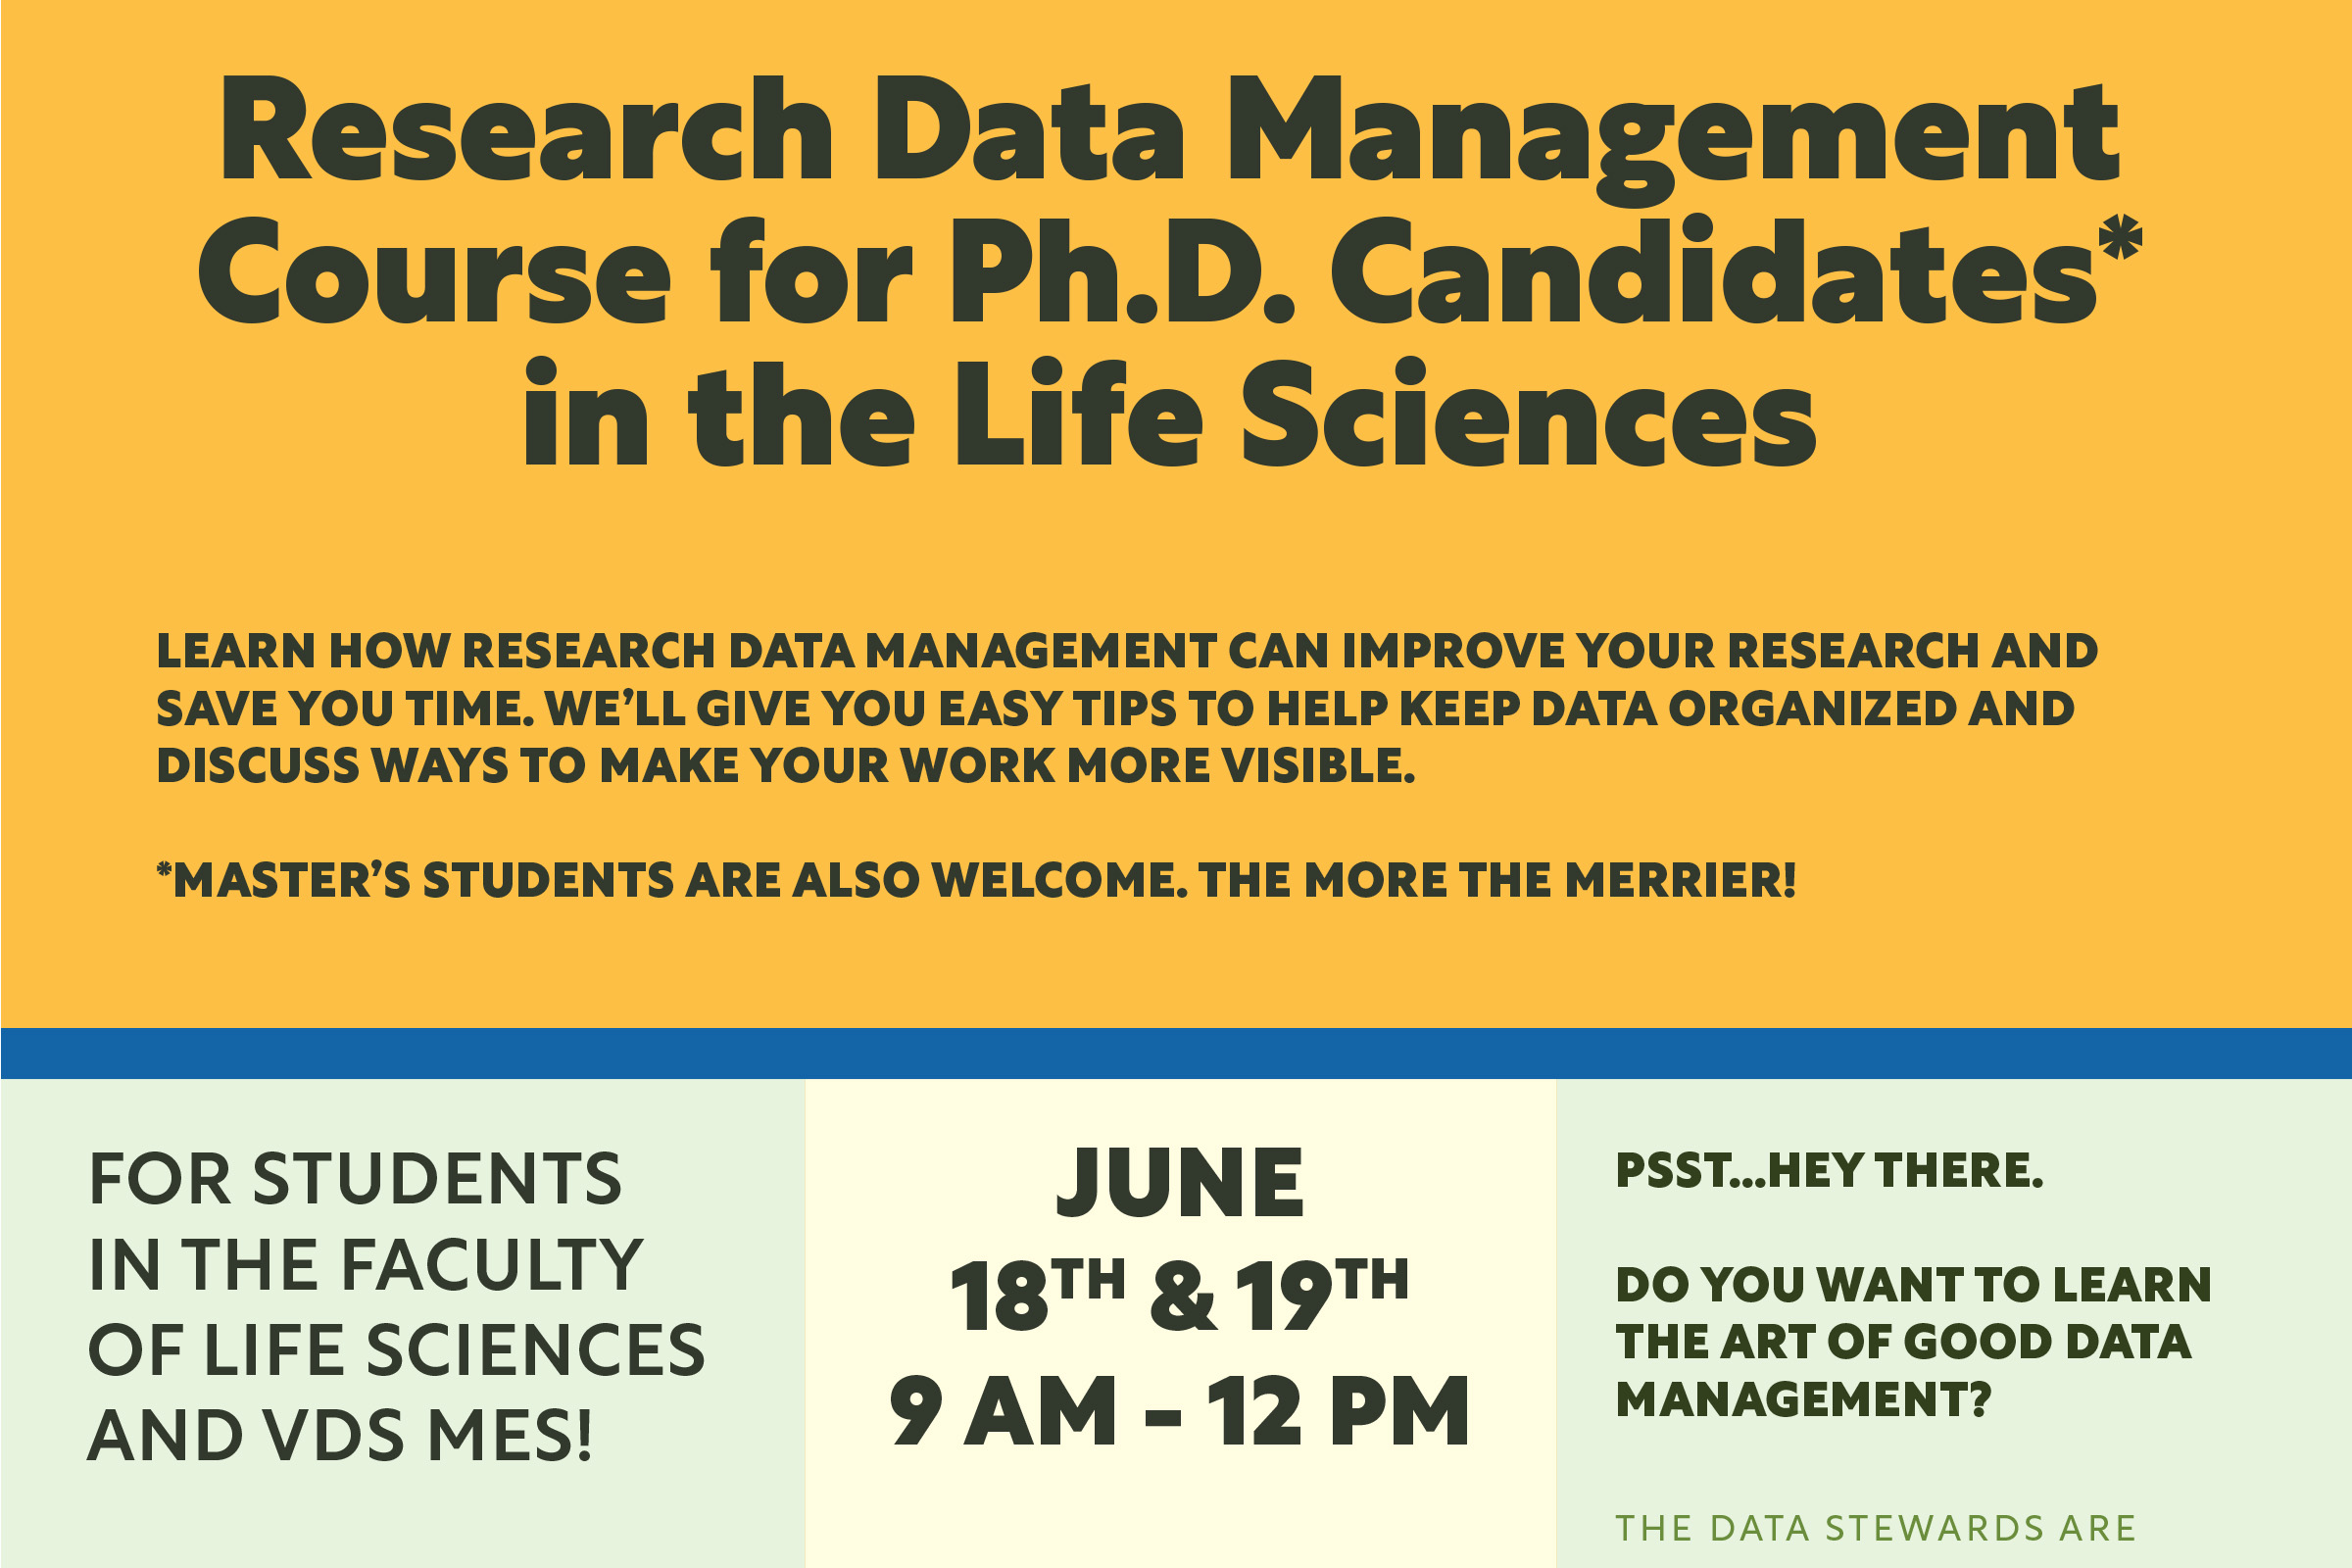 Research Data Management
Course for Ph.D. Candidates*
in the Life Sciences
LEARN HOW RESEARCH DATA MANAGEMENT CAN IMPROVE YOUR RESEARCH AND
SAVE YOU TIME. WE’LL GIVE YOU EASY TIPS TO HELP KEEP DATA ORGANIZED AND
DISCUSS WAYS TO MAKE YOUR WORK MORE VISIBLE.
*MASTER’S STUDENTS ARE ALSO WELCOME. THE MORE THE MERRIER!
FOR STUDENTS
IN THE FACULTY
OF LIFE SCIENCES
AND VDS MES!
JUNE
18TH & 19TH
9 AM - 12 PM
PSST...HEY THERE.
DO YOU WANT TO LEARN
THE ART OF GOOD DATA
MANAGEMENT?
THE DATA STEWARDS ARE